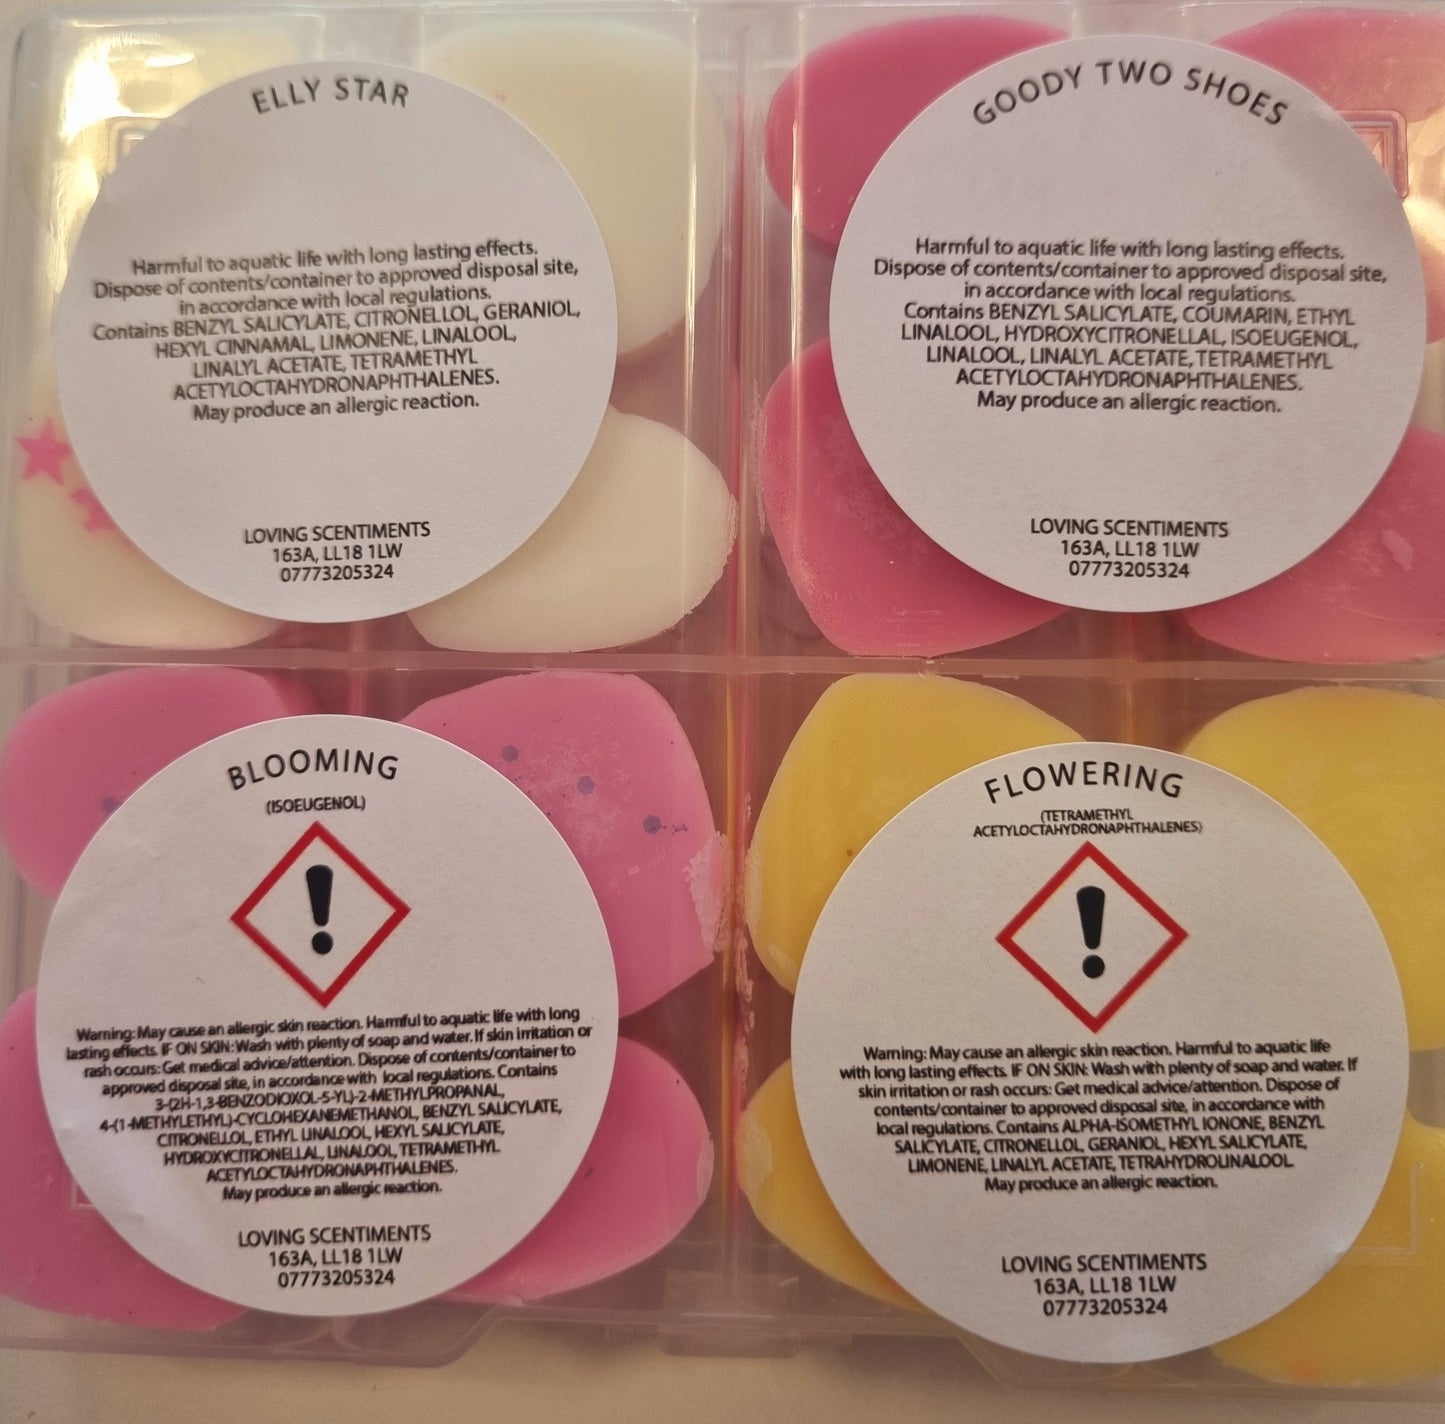 ELLY STAR
Harmful to aquatic life with long lasting effects.
Dispose of contents/container to approved disposal site,
in accordance with local regulations.
Contains BENZYL SALICYLATE, CITRONELLOL, GERANIOL,
HEXYL CINNAMAL, LIMONENE, LINALOOL,
LINALYL ACETATE, TETRAMETHYL
ACETYLOCTAHYDRONAPHTHALENES.
May produce an allergic reaction.
LOVING SCENTIMENTS
163A, LL18 1LW
07773205324
GOODY TWO SHOES
Harmful to aquatic life with long lasting effects.
Dispose of contents/container to approved disposal site,
in accordance with local regulations.
Contains BENZYL SALICYLATE, COUMARIN, ETHYL
LINALOOL, HYDROXYCITRONELLAL, ISOEUGENOL,
LINALOOL, LINALYL ACETATE, TETRAMETHYL
ACETYLOCTAHYDRONAPHTHALENES.
May produce an allergic reaction.
LOVING SCENTIMENTS
163A, LL18 1LW
07773205324
BLOOMING
(ISOEUGENOL)
Warning: May cause an allergic skin reaction. Harmful to aquatic life with long
lasting effects. IF ON SKIN: Wash with plenty of soap and water. If skin irritation or
rash occurs: Get medical advice/attention. Dispose of contents/container to
approved disposal site, in accordance with local regulations. Contains
3-(2H-1,3-BENZODIOXOL-5-YL)-2-METHYLPROPANAL,
4-(1-METHYLETHYL)-CYCLOHEXANEMETHANOL, BENZYL SALICYLATE,
CITRONELLOL, ETHYL LINALOOL, HEXYL SALICYLATE,
HYDROXYCITRONELLAL, LINALOOL, TETRAMETHYL
ACETYLOCTAHYDRONAPHTHALENES.
May produce an allergic reaction.
LOVING SCENTIMENTS
163A, LL18 1LW
07773205324
FLOWERING
(TETRAMETHYL
ACETYLOCTAHYDRONAPHTHALENES)
Warning: May cause an allergic skin reaction. Harmful to aquatic life
with long lasting effects. IF ON SKIN: Wash with plenty of soap and water. If
skin irritation or rash occurs: Get medical advice/attention. Dispose of
contents/container to approved disposal site, in accordance with
local regulations. Contains ALPHA-ISOMETHYL IONONE, BENZYL
SALICYLATE, CITRONELLOL, GERANIOL, HEXYL SALICYLATE,
LIMONENE, LINALYL ACETATE, TETRAHYDROLINALOOL.
May produce an allergic reaction.
LOVING SCENTIMENTS
163A, LL18 1LW
07773205324